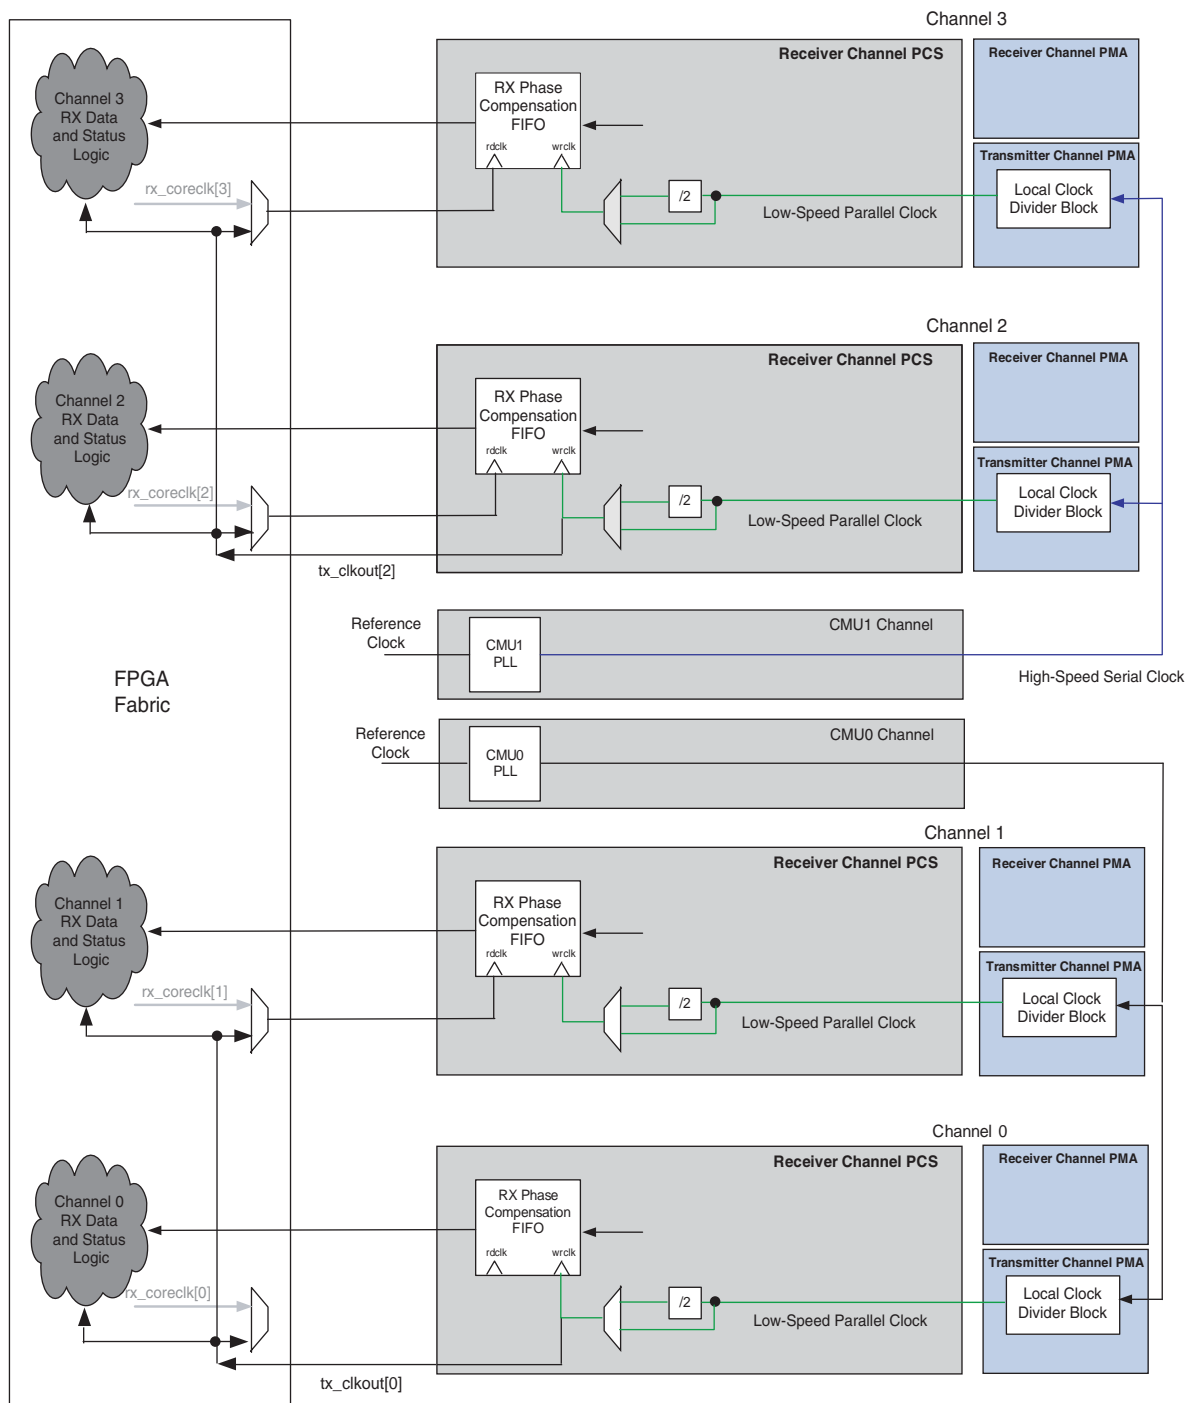 Channel 3
Receiver Channel PCS
Receiver Channel PMA
Channel 3
RX Data
and Status
Logic
RX Phase
Compensation
FIFO
rdclk
wrclk
Transmitter Channel PMA
rx_coreclk[3]
/2
Low-Speed Parallel Clock
Local Clock
Divider Block
Channel 2
Receiver Channel PCS
Receiver Channel PMA
Channel 2
RX Data
and Status
Logic
RX Phase
Compensation
FIFO
rdclk
wrclk
Transmitter Channel PMA
rx_coreclk[2]
/2
Low-Speed Parallel Clock
Local Clock
Divider Block
tx_clkout[2]
Reference
Clock
CMU1
PLL
CMU1 Channel
High-Speed Serial Clock
FPGA
Fabric
Reference
Clock
CMU0
PLL
CMU0 Channel
Channel 1
Receiver Channel PCS
Receiver Channel PMA
Channel 1
RX Data
and Status
Logic
RX Phase
Compensation
FIFO
rdclk
wrclk
Transmitter Channel PMA
rx_coreclk[1]
/2
Low-Speed Parallel Clock
Local Clock
Divider Block
Channel 0
Receiver Channel PCS
Receiver Channel PMA
Channel 0
RX Data
and Status
Logic
RX Phase
Compensation
FIFO
rdclk
wrclk
Transmitter Channel PMA
rx_coreclk[0]
/2
Low-Speed Parallel Clock
Local Clock
Divider Block
tx_clkout[0]